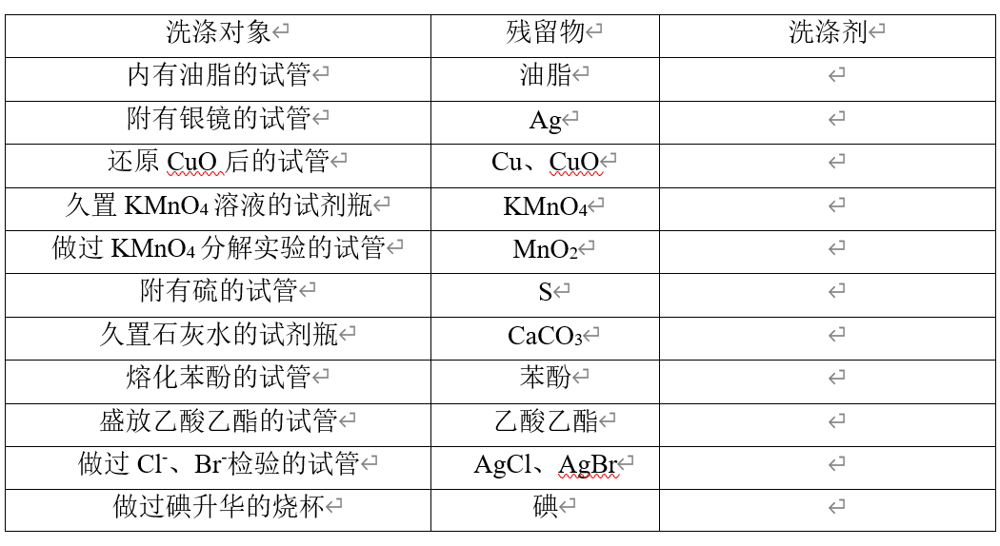 洗涤对象 残留物 洗涤剂
内有油脂的试管 油脂
附有银镜的试管 Ag
还原 CuO 后的试管 Cu、CuO
久置 KMnO₄ 溶液的试剂瓶 KMnO₄
做过 KMnO₄ 分解实验的试管 MnO₂
附有硫的试管 S
久置石灰水的试剂瓶 CaCO₃
熔化苯酚的试管 苯酚
盛放乙酸乙酯的试管 乙酸乙酯
做过 Cl⁻、Br⁻检验的试管 AgCl、AgBr
做过碘升华的烧杯 碘